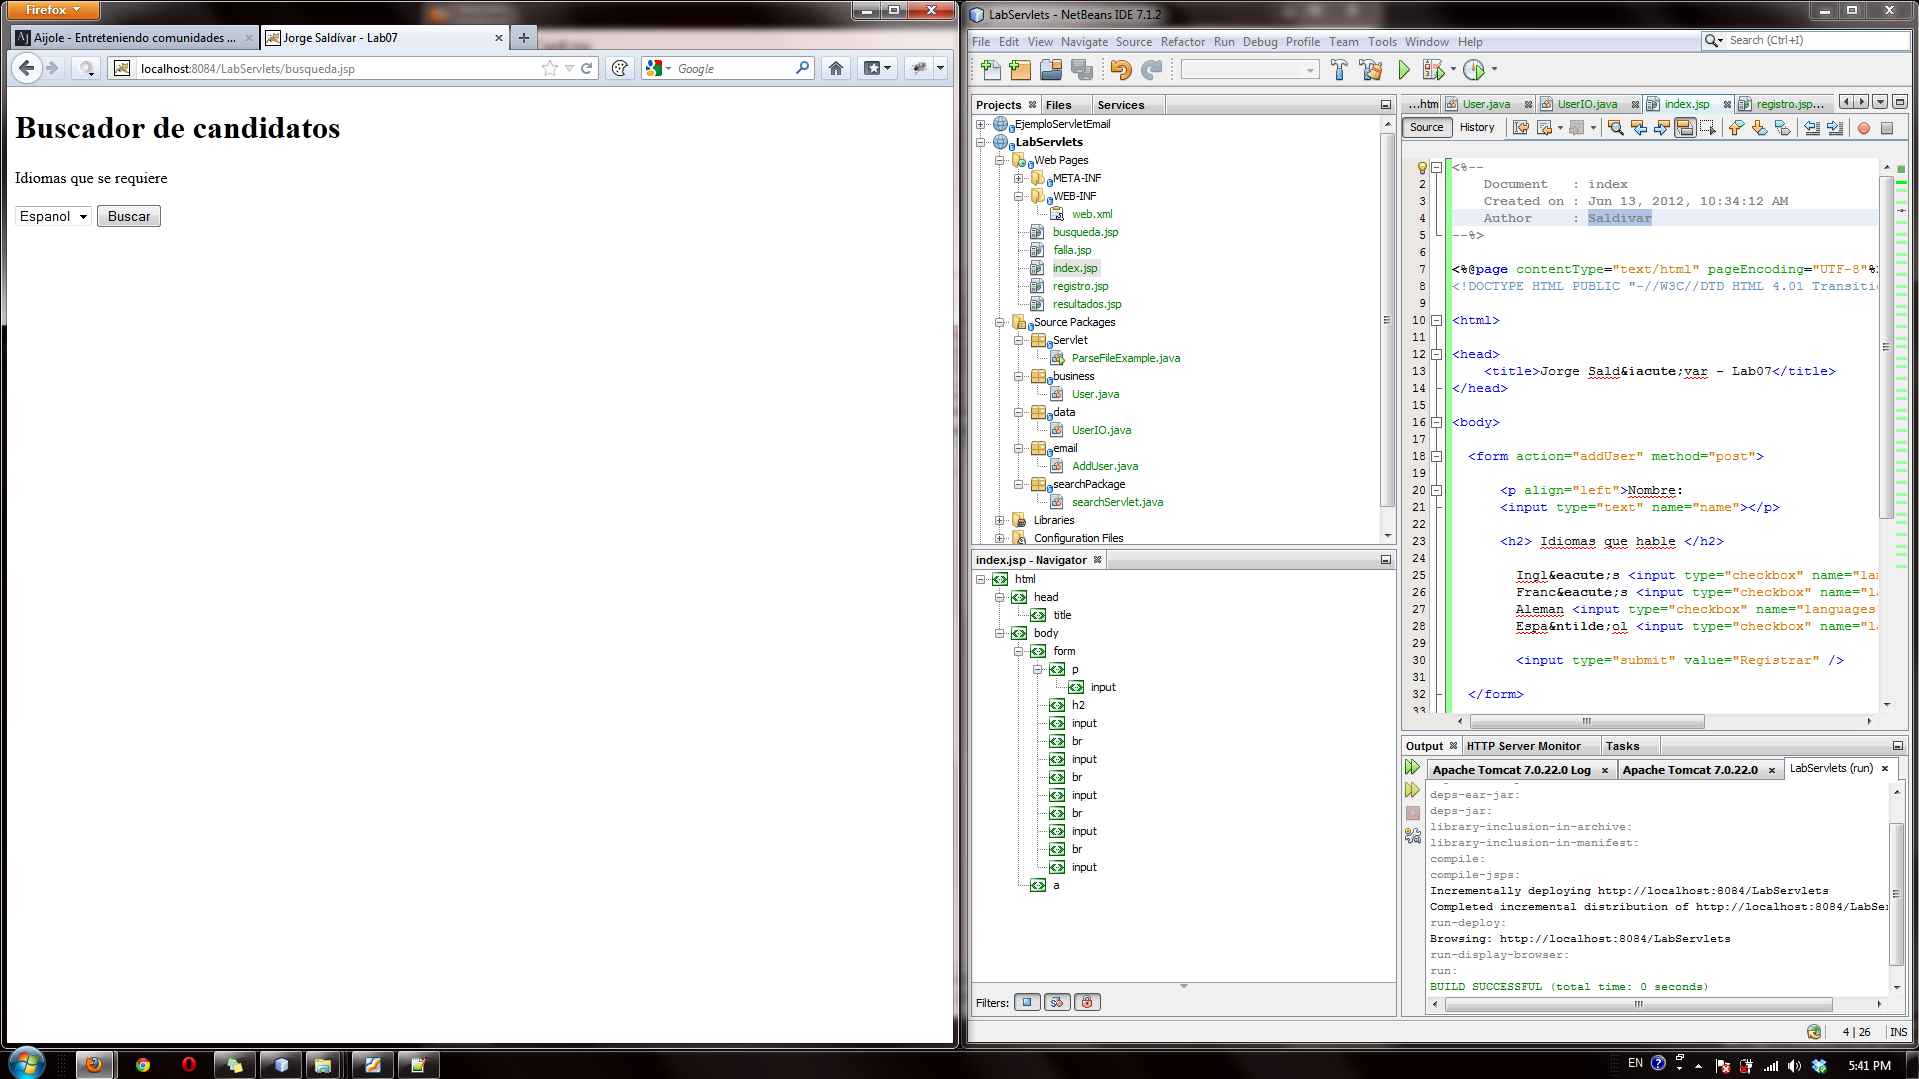 Firefox
Aijole - Entreteniendo comunidades ...
Jorge Saldívar - Lab07
localhost:8084/LabServlets/busqueda.jsp
Google
Buscador de candidatos
Idiomas que se requiere
Espanol
Buscar
LabServlets - NetBeans IDE 7.1.2
File Edit View Navigate Source Refactor Run Debug Profile Team Tools Window Help
Search (Ctrl+I)
Projects Files Services
EjemploServletEmail
LabServlets
Web Pages
META-INF
WEB-INF
web.xml
busqueda.jsp
falla.jsp
index.jsp
registro.jsp
resultados.jsp
Source Packages
Servlet
ParseFileExample.java
business
User.java
data
UserIO.java
email
AddUser.java
searchPackage
searchServlet.java
Libraries
Configuration Files
index.jsp - Navigator
html
head
title
body
form
p
input
h2
input
br
input
br
input
br
input
br
input
a
Filters:
...htm User.java UserIO.java index.jsp registro.jsp...
Source History
<%--
2 Document : index
3 Created on : Jun 13, 2012, 10:34:12 AM
4 Author : Saldivar
5 --%>
6
7 <%@page contentType="text/html" pageEncoding="UTF-8"%
8 <!DOCTYPE HTML PUBLIC "-//W3C//DTD HTML 4.01 Transiti
9
10 <html>
11
12 <head>
13 <title>Jorge Sald&iacute;var - Lab07</title>
14 </head>
15
16 <body>
17
18 <form action="addUser" method="post">
19
20 <p align="left">Nombre:
21 <input type="text" name="name"></p>
22
23 <h2> Idiomas que hable </h2>
24
25 Ingl&eacute;s <input type="checkbox" name="la
26 Franc&eacute;s <input type="checkbox" name="l
27 Aleman <input type="checkbox" name="languages
28 Espa&ntilde;ol <input type="checkbox" name="l
29
30 <input type="submit" value="Registrar" />
31
32 </form>
33
Output HTTP Server Monitor Tasks
Apache Tomcat 7.0.22.0 Log Apache Tomcat 7.0.22.0 LabServlets (run)
deps-ear-jar:
deps-jar:
library-inclusion-in-archive:
library-inclusion-in-manifest:
compile:
compile-jsps:
Incrementally deploying http://localhost:8084/LabServlets
Completed incremental distribution of http://localhost:8084/LabSe
run-deploy:
Browsing: http://localhost:8084/LabServlets
run-display-browser:
run:
BUILD SUCCESSFUL (total time: 0 seconds)
4 | 26 INS
EN
5:41 PM